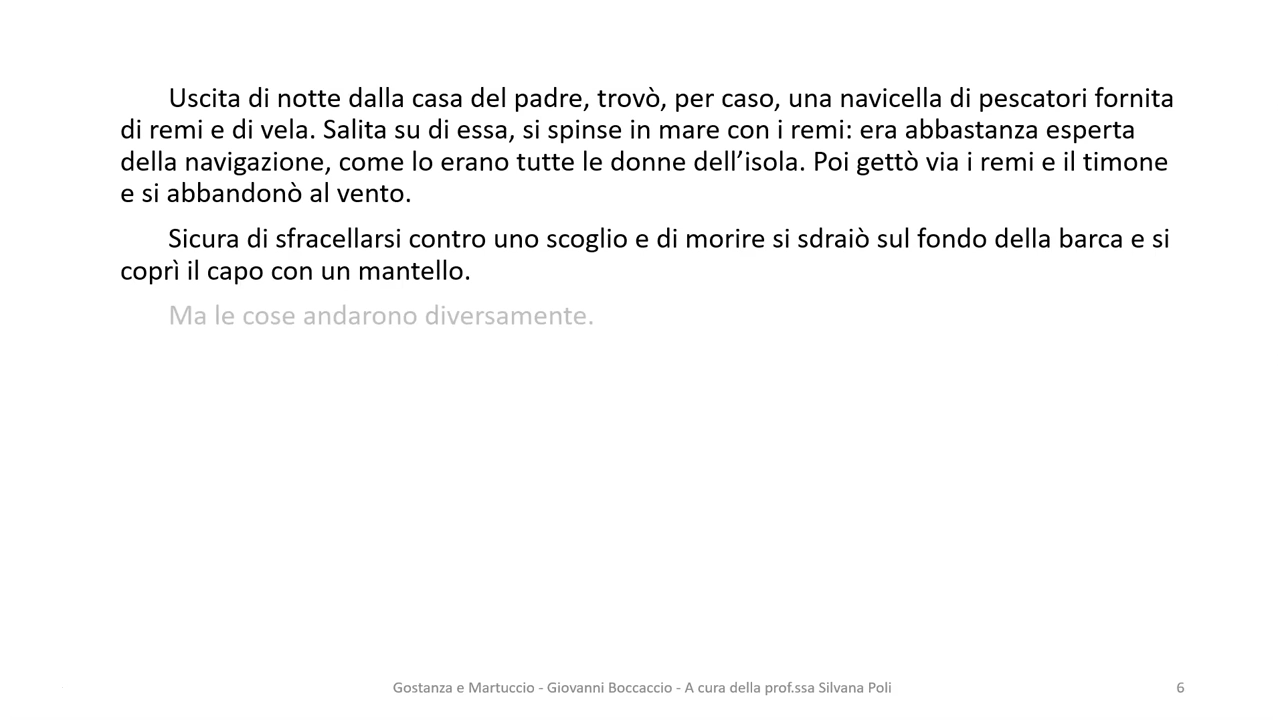 Uscita di notte dalla casa del padre, trovò, per caso, una navicella di pescatori fornita
di remi e di vela. Salita su di essa, si spinse in mare con i remi: era abbastanza esperta
della navigazione, come lo erano tutte le donne dell’isola. Poi gettò via i remi e il timone
e si abbandonò al vento.
Sicura di sfracellarsi contro uno scoglio e di morire si sdraiò sul fondo della barca e si
coprì il capo con un mantello.
Ma le cose andarono diversamente.
Gostanza e Martuccio - Giovanni Boccaccio - A cura della prof.ssa Silvana Poli
6